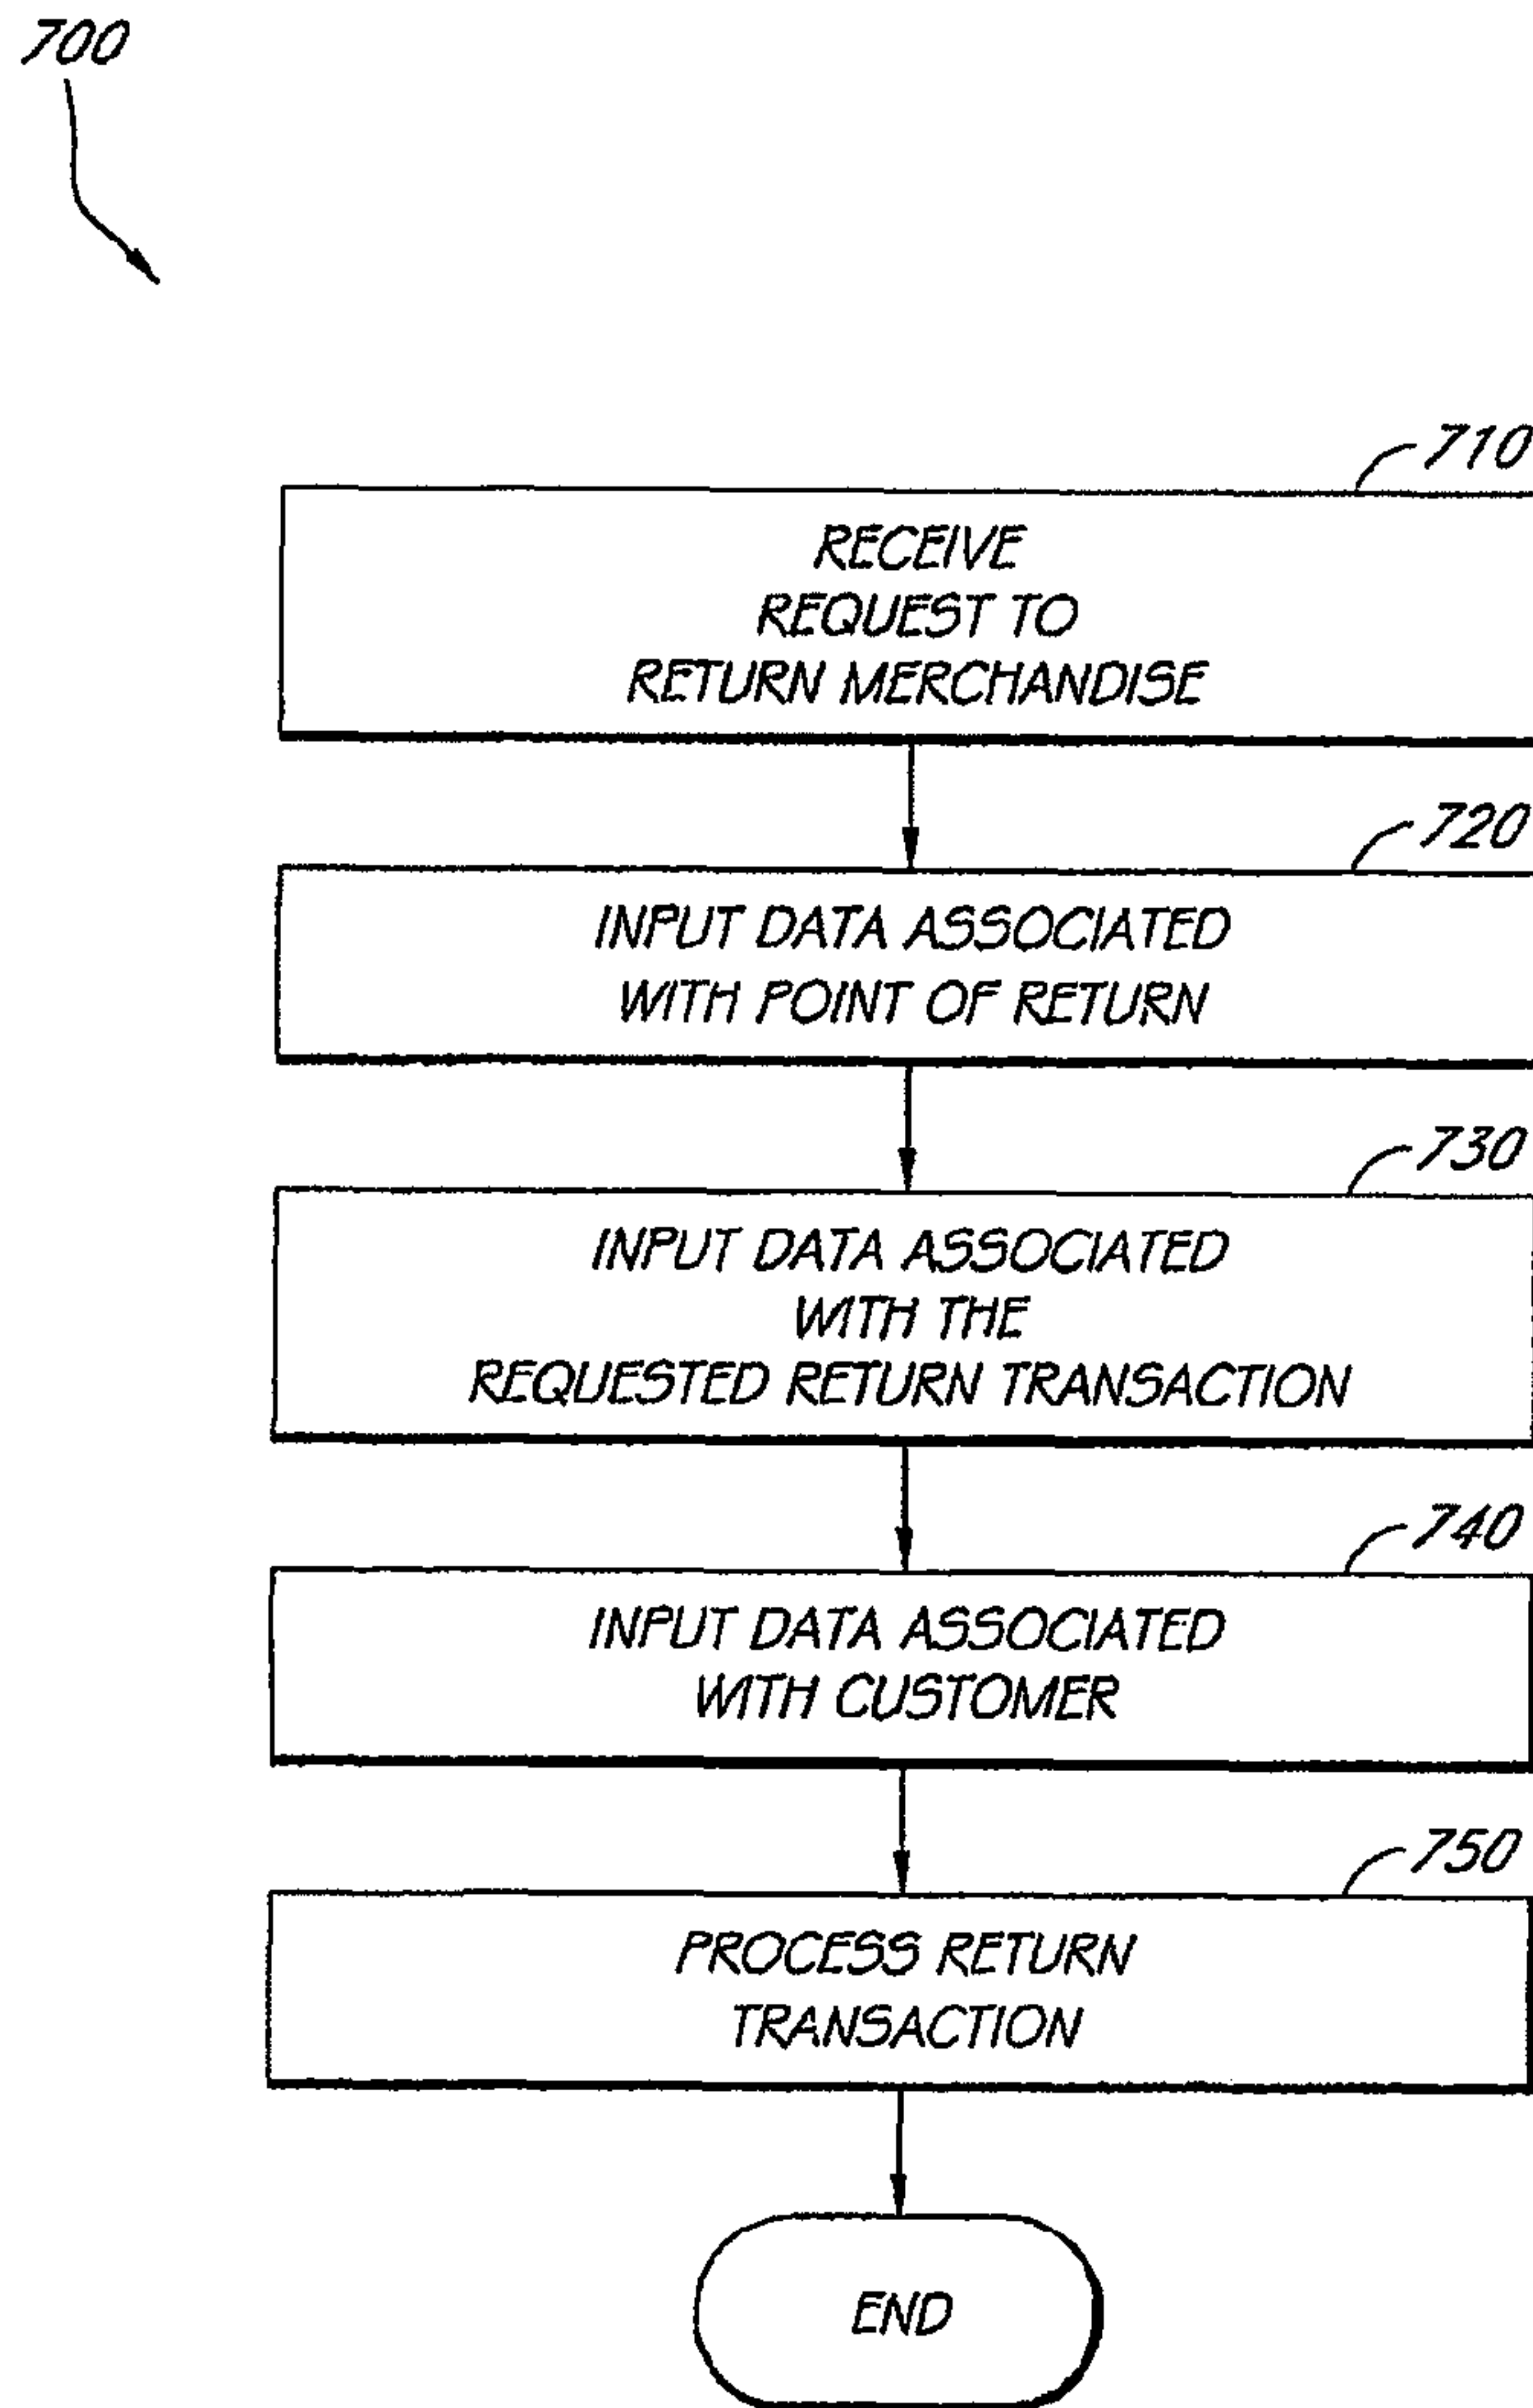 700
710
RECEIVE
REQUEST TO
RETURN MERCHANDISE
720
INPUT DATA ASSOCIATED
WITH POINT OF RETURN
730
INPUT DATA ASSOCIATED
WITH THE
REQUESTED RETURN TRANSACTION
740
INPUT DATA ASSOCIATED
WITH CUSTOMER
750
PROCESS RETURN
TRANSACTION
END